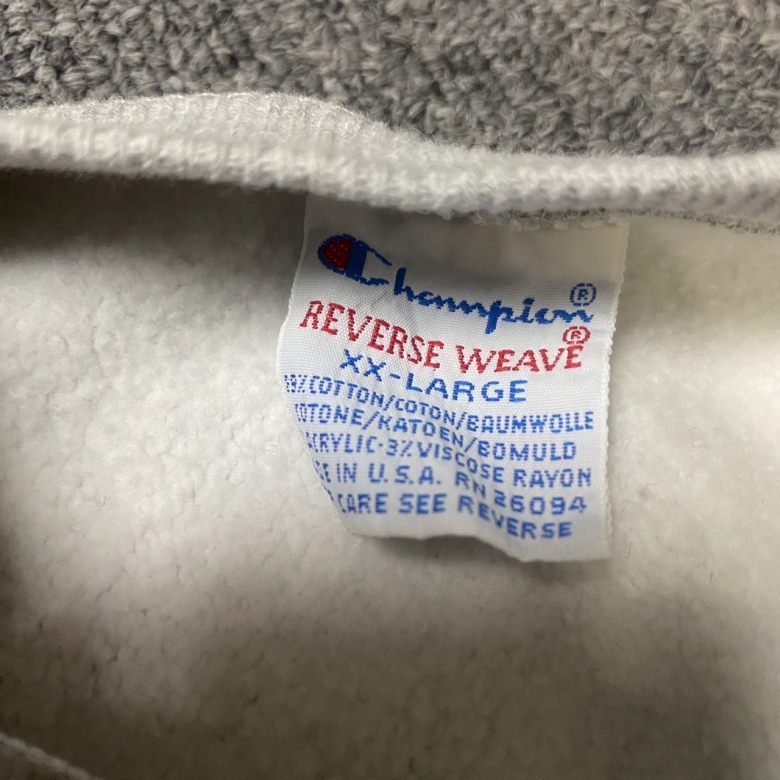 Champion®
REVERSE WEAVE®
XX-LARGE
COTTON/COTON/BAUMWOLLE
/KATOEN/BOMULD
3% VISCOSE RAYON
IN U.S.A. RN 26094
CARE SEE REVERSE